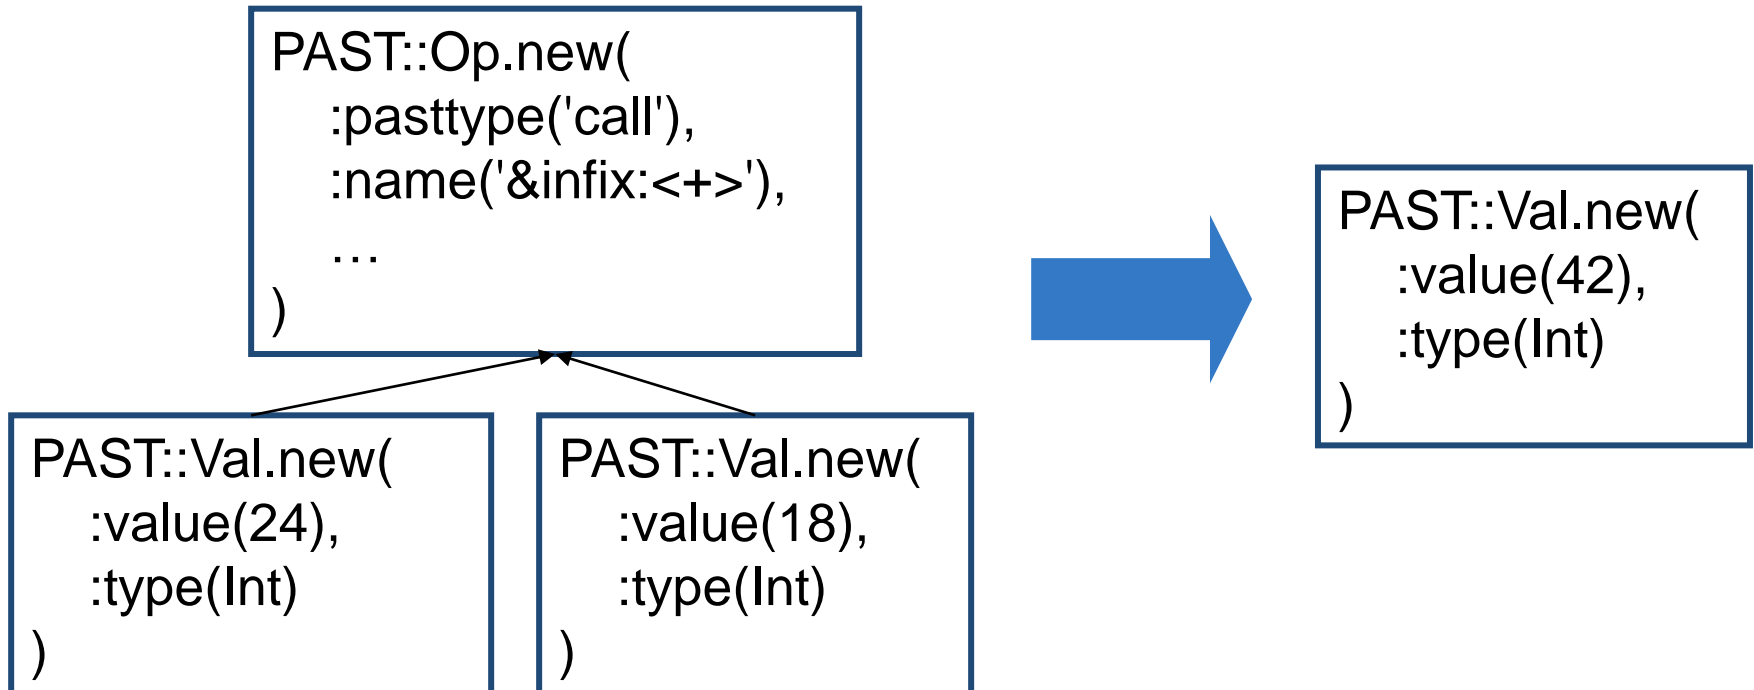 PAST::Op.new(
:pasttype('call'),
:name('&infix:<+>'),
…
)
PAST::Val.new(
:value(24),
:type(Int)
)
PAST::Val.new(
:value(18),
:type(Int)
)
PAST::Val.new(
:value(42),
:type(Int)
)